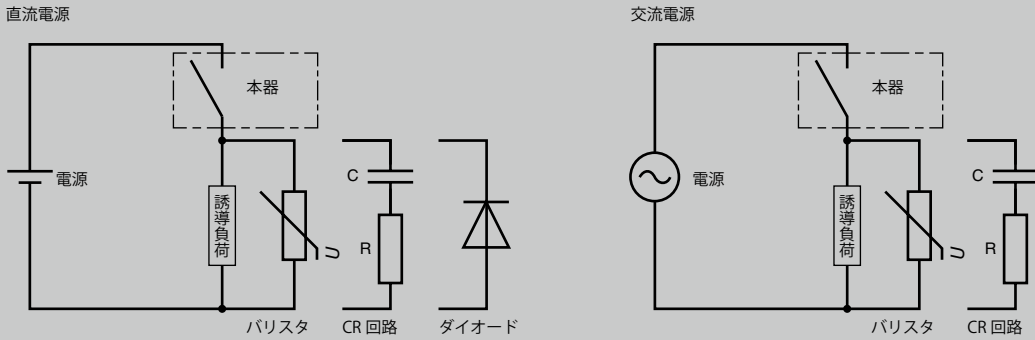 直流電源
本器
電源
誘導負荷
U
C
R
バリスタ
CR 回路
ダイオード
交流電源
本器
電源
誘導負荷
U
C
R
バリスタ
CR 回路